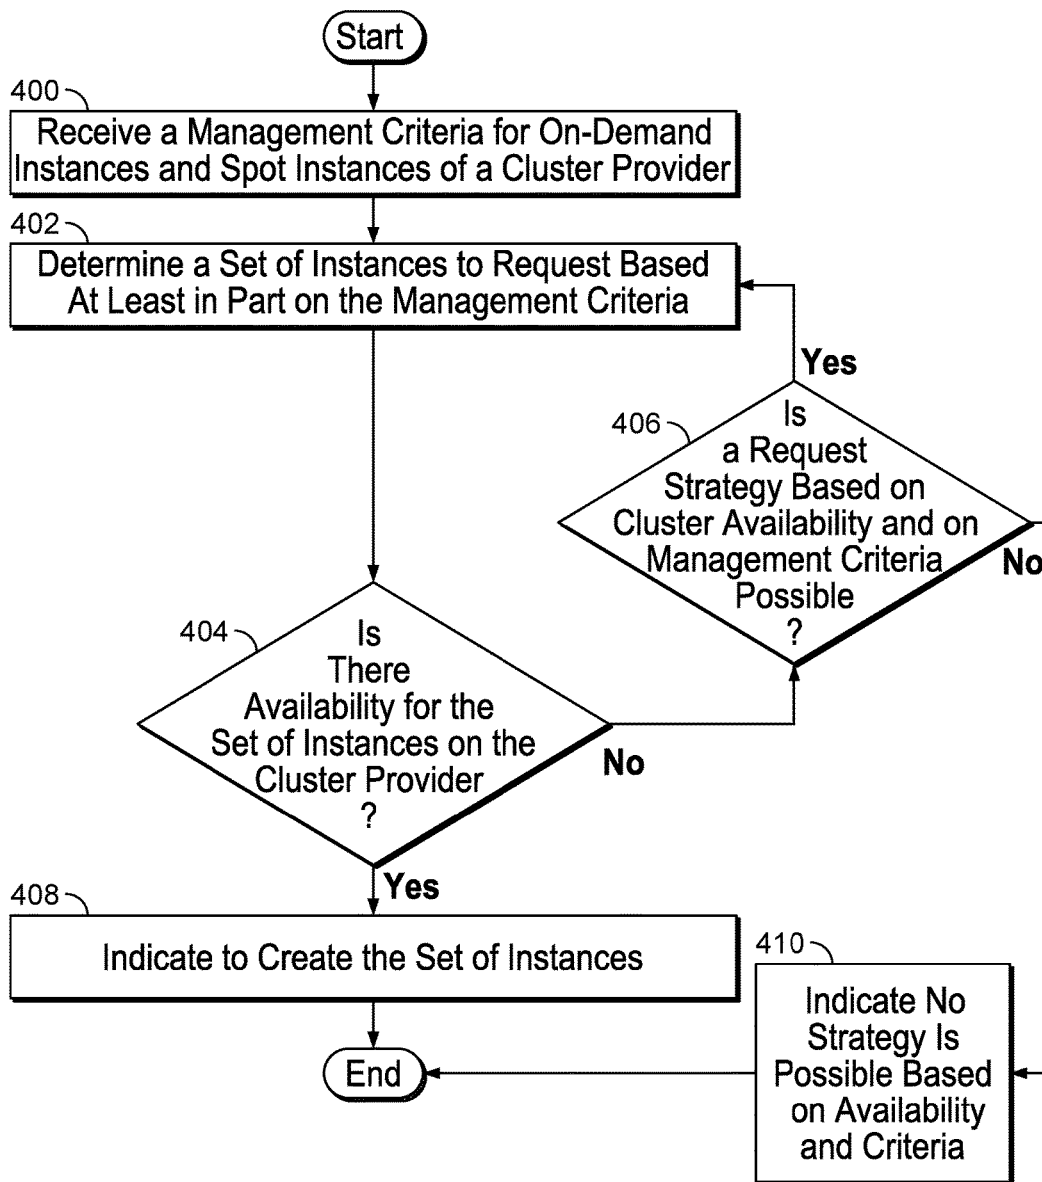 Start
400
Receive a Management Criteria for On-Demand
Instances and Spot Instances of a Cluster Provider
402
Determine a Set of Instances to Request Based
At Least in Part on the Management Criteria
Yes
406
Is
a Request
Strategy Based on
Cluster Availability and on
Management Criteria
Possible
?
No
404
Is
There
Availability for the
Set of Instances on the
Cluster Provider
?
No
Yes
408
Indicate to Create the Set of Instances
410
Indicate No
Strategy Is
Possible Based
on Availability
and Criteria
End